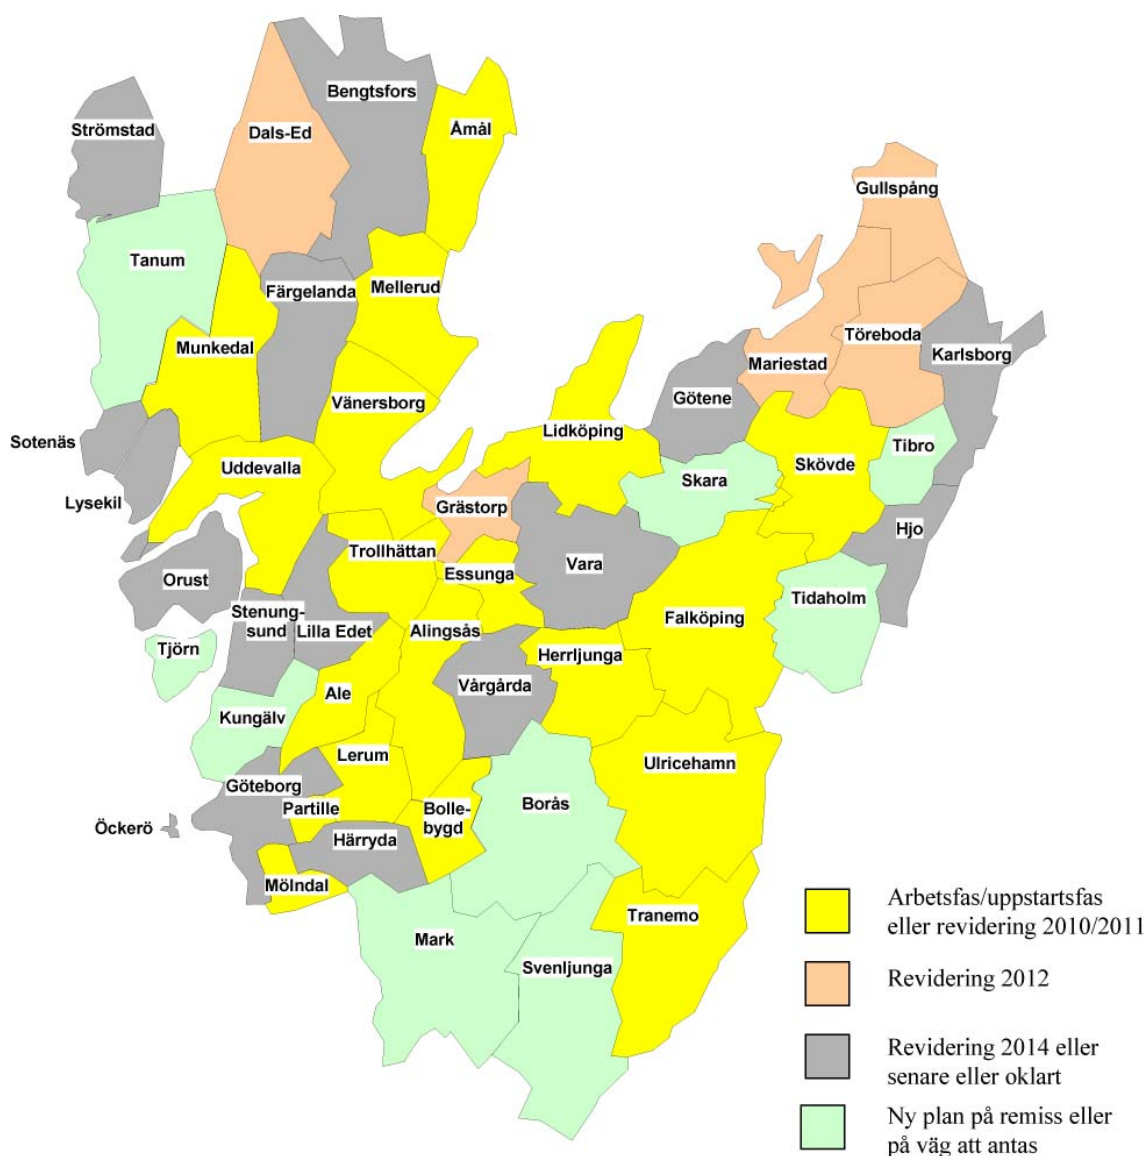 Bengtsfors
Åmål
Strömstad
Dals-Ed
Gullspång
Tanum
Mellerud
Färgelanda
Töreboda
Munkedal
Karlsborg
Mariestad
Götene
Vänersborg
Lidköping
Sotenäs
Tibro
Uddevalla
Skövde
Skara
Lysekil
Grästorp
Hjo
Trollhättan
Vara
Essunga
Orust
Tidaholm
Stenung-
sund
Falköping
Lilla Edet
Alingsås
Tjörn
Herrljunga
Vårgårda
Ale
Kungälv
Lerum
Ulricehamn
Göteborg
Borås
Partille
Bolle-
bygd
Öckerö
Härryda
Mölndal
Tranemo
Mark
Svenljunga
Arbetsfas/uppstartsfas
eller revidering 2010/2011
Revidering 2012
Revidering 2014 eller
senare eller oklart
Ny plan på remiss eller
på väg att antas